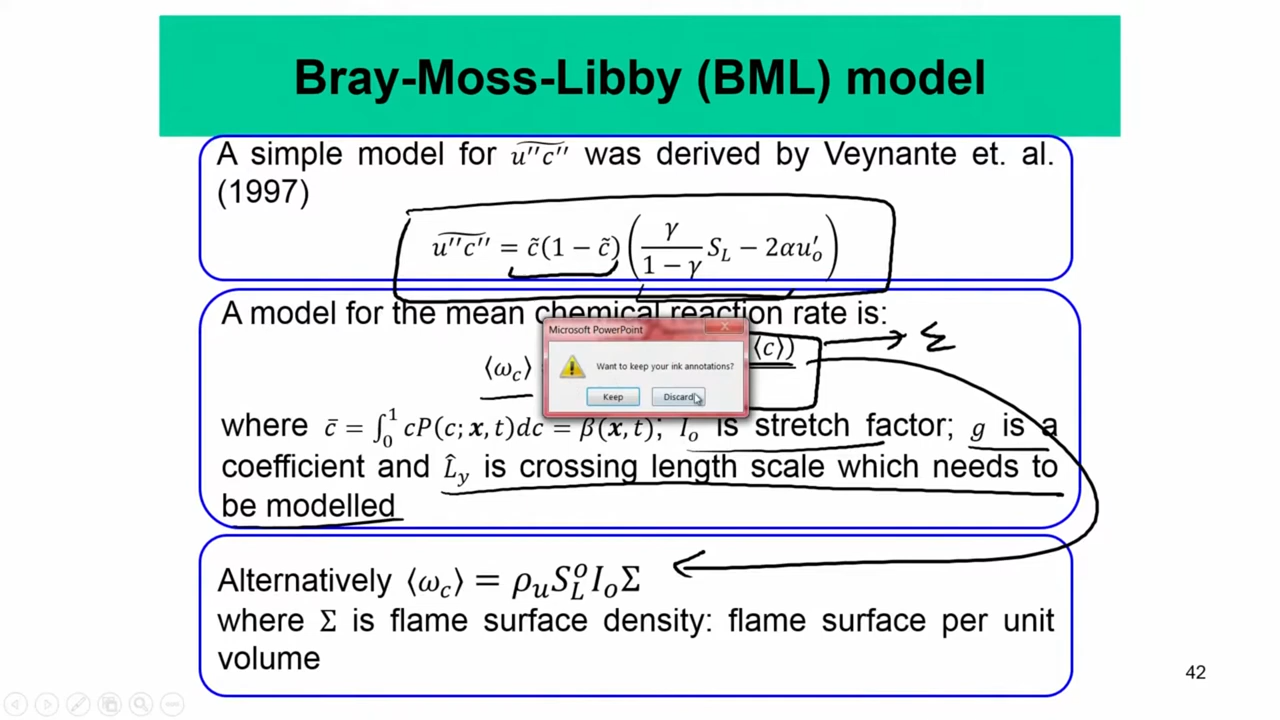 Bray-Moss-Libby (BML) model
A simple model for \widetilde{u''c''} was derived by Veynante et. al.
(1997)
\widetilde{u''c''} = c̃(1 − c̃) (γ/(1 − γ) S_L − 2αu'_o)
A model for the mean chemical reaction rate is:
⟨ω_c⟩ ⟨c⟩) → Σ
Microsoft PowerPoint
Want to keep your ink annotations?
Keep Discard
where c̄ = ∫₀¹ cP(c; x, t)dc = β(x, t); I_o is stretch factor; g is a
coefficient and L̂_y is crossing length scale which needs to
be modelled
Alternatively ⟨ω_c⟩ = ρ_u S_L^o I_o Σ
where Σ is flame surface density: flame surface per unit
volume
42